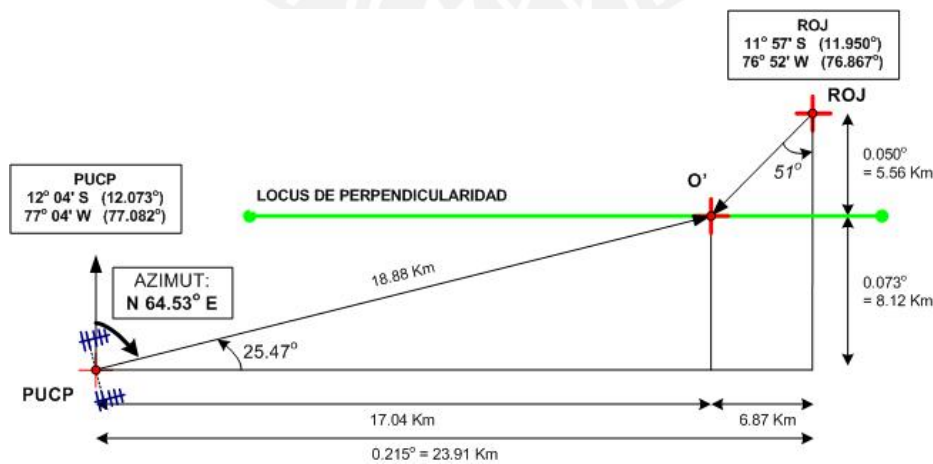 ROJ
11° 57' S (11.950°)
76° 52' W (76.867°)
ROJ
PUCP
12° 04' S (12.073°)
77° 04' W (77.082°)
0.050°
= 5.56 Km
51°
O'
LOCUS DE PERPENDICULARIDAD
AZIMUT:
N 64.53° E
18.88 Km
0.073°
= 8.12 Km
25.47°
PUCP
17.04 Km
6.87 Km
0.215° = 23.91 Km